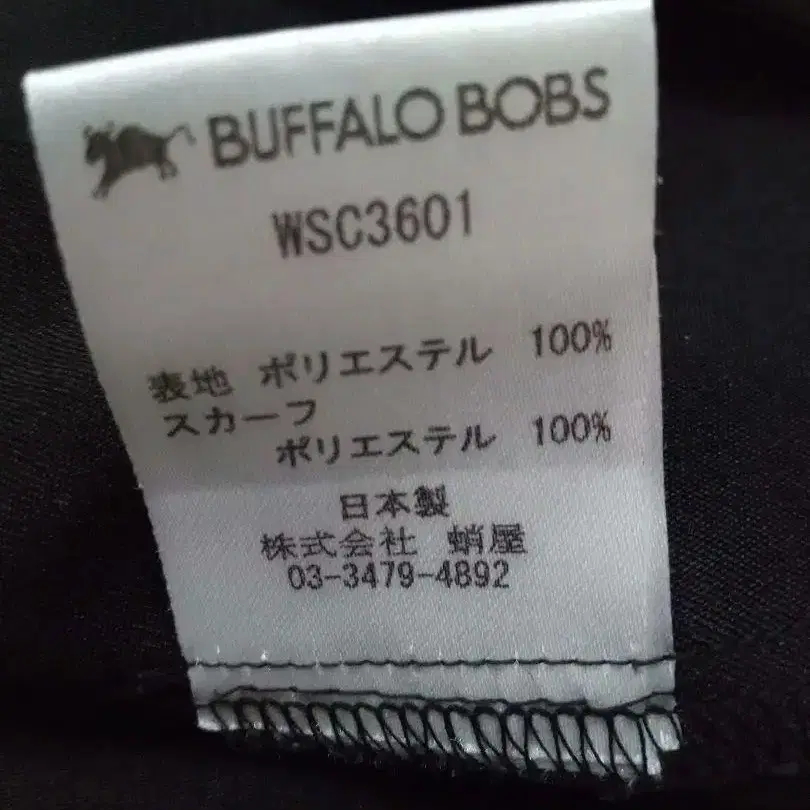 BUFFALO BOBS
WSC3601
表地 ポリエステル 100%
スカーフ
ポリエステル 100%
日本製
株式会社 蛸屋
03-3479-4892